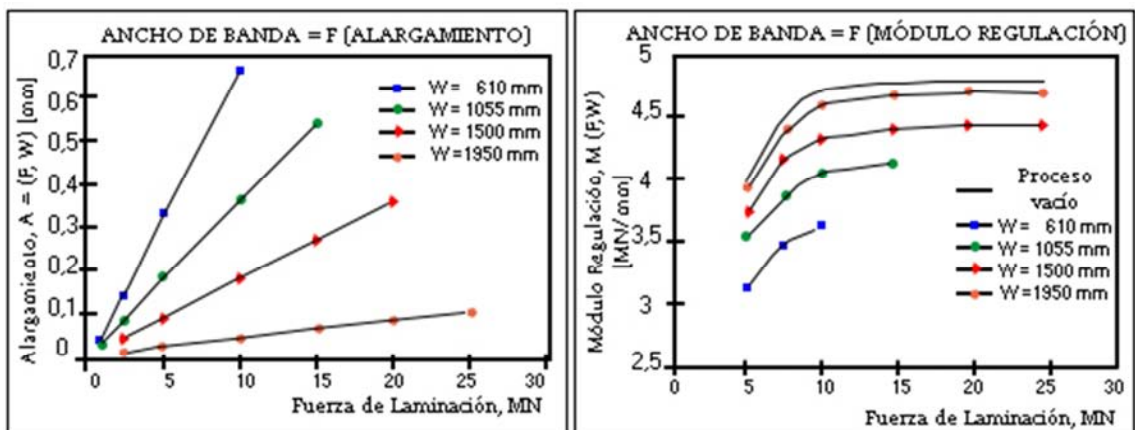 ANCHO DE BANDA = F (ALARGAMIENTO)
Alargamiento, A = (F, W) [mm]
0,7
0,6
0,5
0,4
0,3
0,2
0,1
0
W = 610 mm
W = 1055 mm
W = 1500 mm
W = 1950 mm
0 5 10 15 20 25 30
Fuerza de Laminación, MN
ANCHO DE BANDA = F (MÓDULO REGULACIÓN)
Módulo Regulación, M (F,W)
[MN/mm]
5
4,5
4
3,5
3
2,5
Proceso
vacío
W = 610 mm
W = 1055 mm
W = 1500 mm
W = 1950 mm
0 5 10 15 20 25 30
Fuerza de Laminación, MN